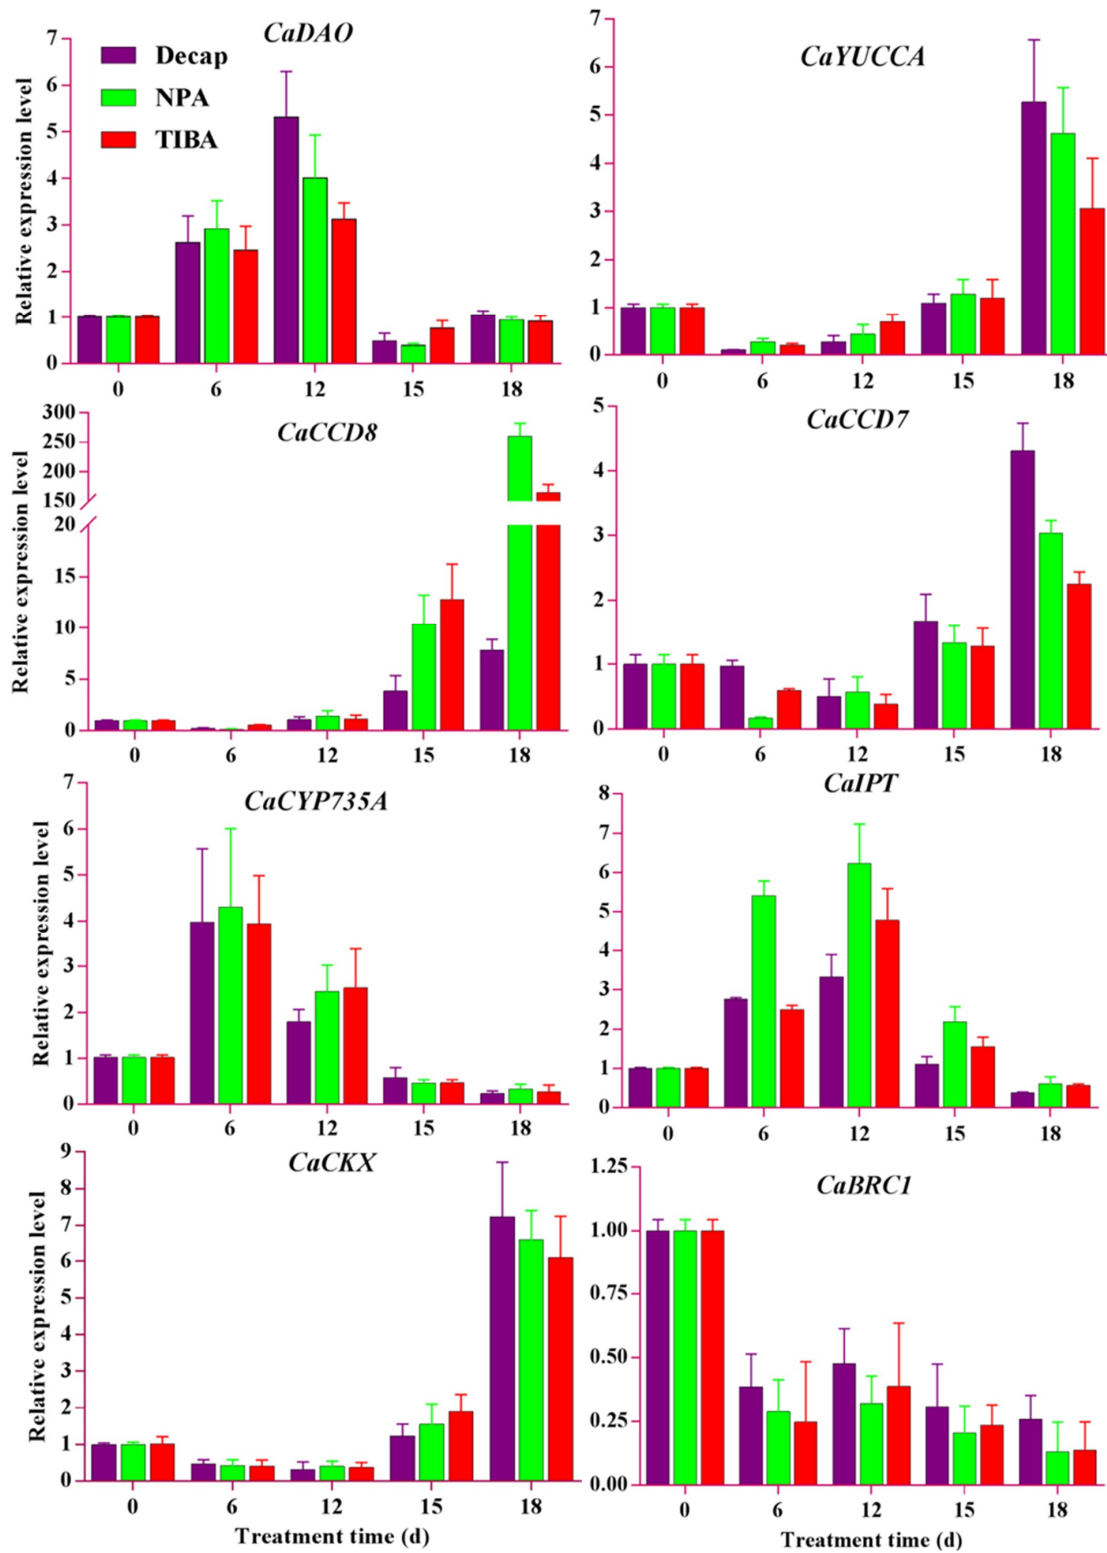 CaDAO
Relative expression level
7
6
5
4
3
2
1
0
Decap
NPA
TIBA
0 6 12 15 18
CaYUCCA
7
6
5
4
3
2
1
0
0 6 12 15 18
CaCCD8
Relative expression level
300
250
200
150
20
15
10
5
0
0 6 12 15 18
CaCCD7
5
4
3
2
1
0
0 6 12 15 18
CaCYP735A
Relative expression level
7
6
5
4
3
2
1
0
0 6 12 15 18
CaIPT
8
7
6
5
4
3
2
1
0
0 6 12 15 18
CaCKX
Relative expression level
9
8
7
6
5
4
3
2
1
0
0 6 12 15 18
Treatment time (d)
CaBRC1
1.25
1.00
0.75
0.50
0.25
0.00
0 6 12 15 18
Treatment time (d)